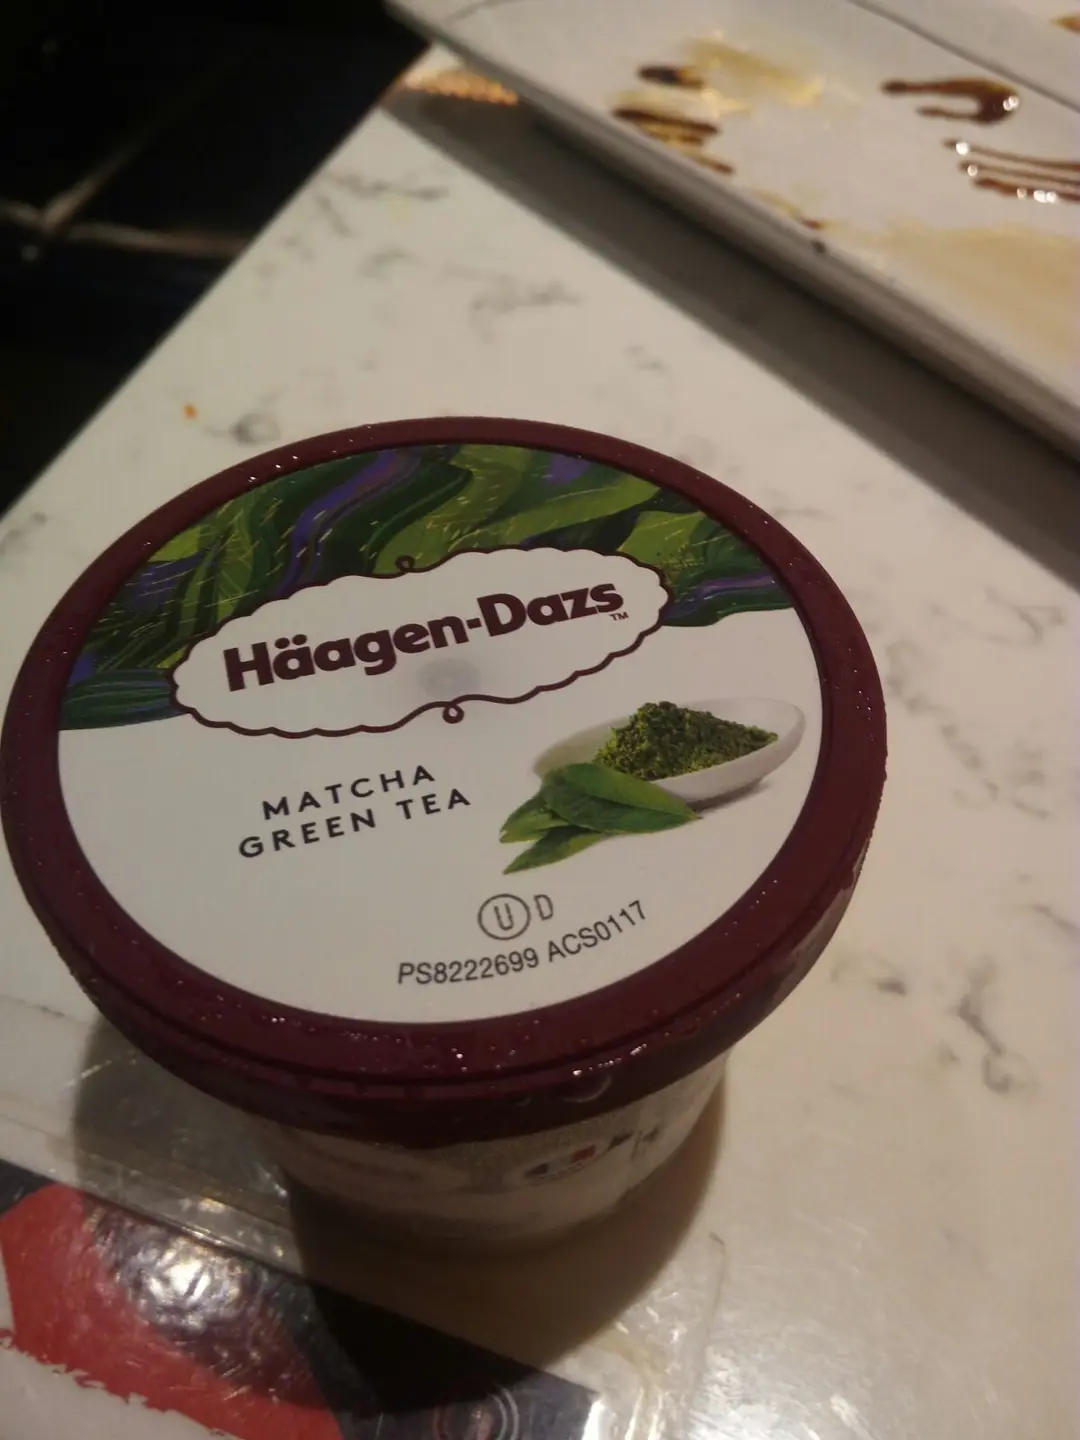 Häagen-Dazs™
MATCHA
GREEN TEA
U D
PS8222699 ACS0117